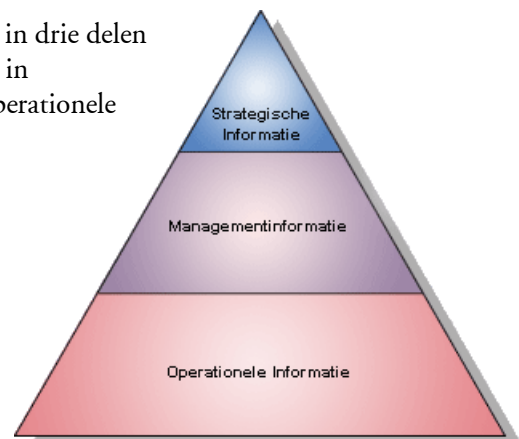 in drie delen
in
perationele
Strategische
Informatie
Managementinformatie
Operationele Informatie